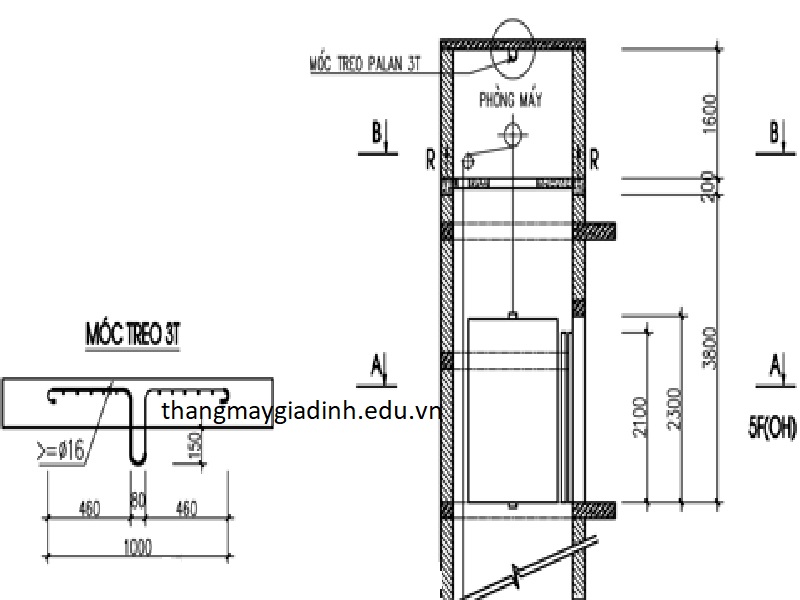 MÓC TREO PALAN 3T
PHÒNG MÁY
B
R
R
B
1600
200
3800
MÓC TREO 3T
A
A
thangmaygiadinh.edu.vn
2100
2300
5F(OH)
>=ø16
150
80
460
460
1000